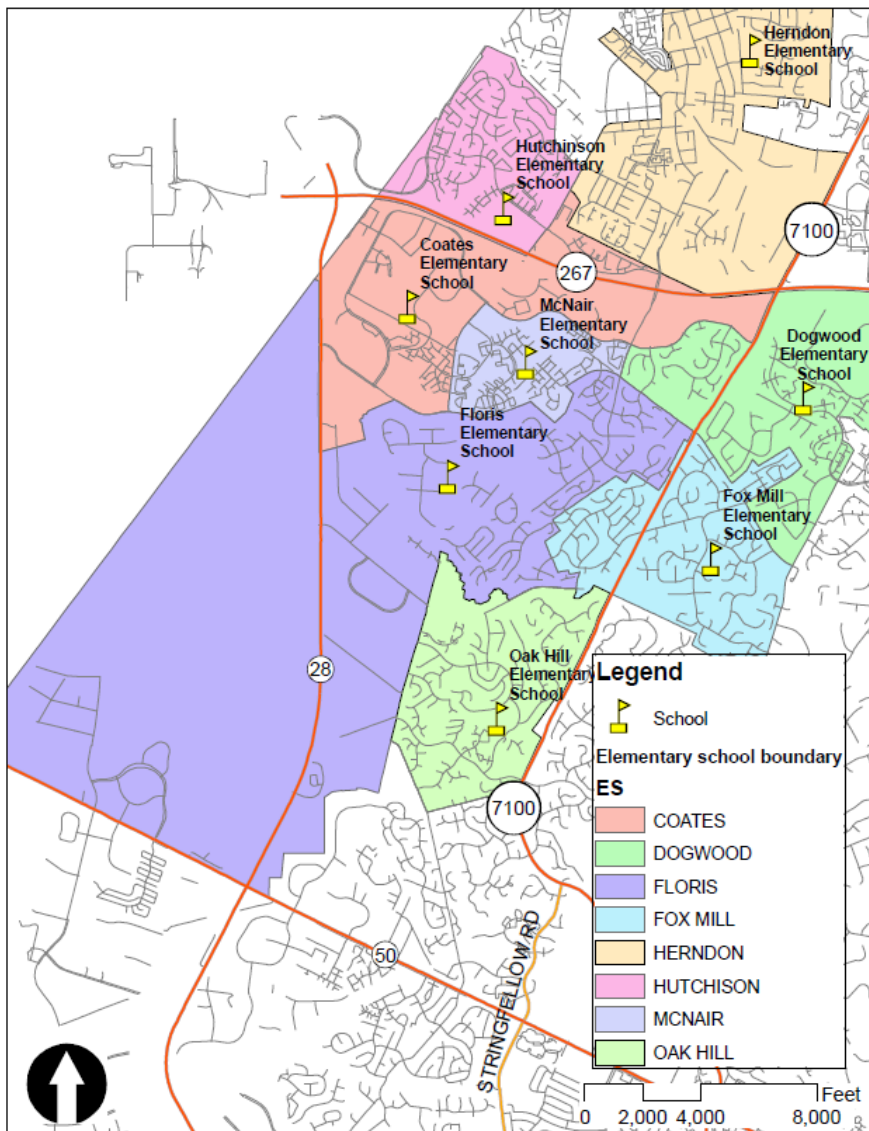 Herndon
Elementary
School
Hutchinson
Elementary
School
7100
Coates
Elementary
School
267
McNair
Elementary
School
Dogwood
Elementary
School
Floris
Elementary
School
Fox Mill
Elementary
School
Oak Hill
Elementary
School
28
7100
50
STRINGFELLOW RD
Legend
School
Elementary school boundary
ES
COATES
DOGWOOD
FLORIS
FOX MILL
HERNDON
HUTCHISON
MCNAIR
OAK HILL
Feet
0 2,000 4,000 8,000